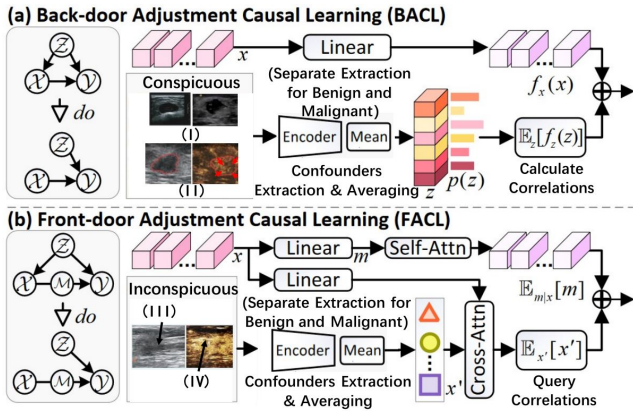 (a) Back-door Adjustment Causal Learning (BACL)
Z
X Y
do
Z
X Y
x
Linear
f_x(x)
Conspicuous
(I)
(II)
(Separate Extraction
for Benign and
Malignant)
Encoder Mean
Confounders
Extraction & Averaging
z p(z)
𝔼_z[f_z(z)]
Calculate
Correlations
(b) Front-door Adjustment Causal Learning (FACL)
Z
X M Y
do
Z
X M Y
x
Linear m Self-Attn
Linear
𝔼_{m|x}[m]
Inconspicuous
(III)
(IV)
(Separate Extraction for
Benign and Malignant)
Encoder Mean
Confounders Extraction
& Averaging
x'
Cross-Attn
𝔼_{x'}[x']
Query
Correlations